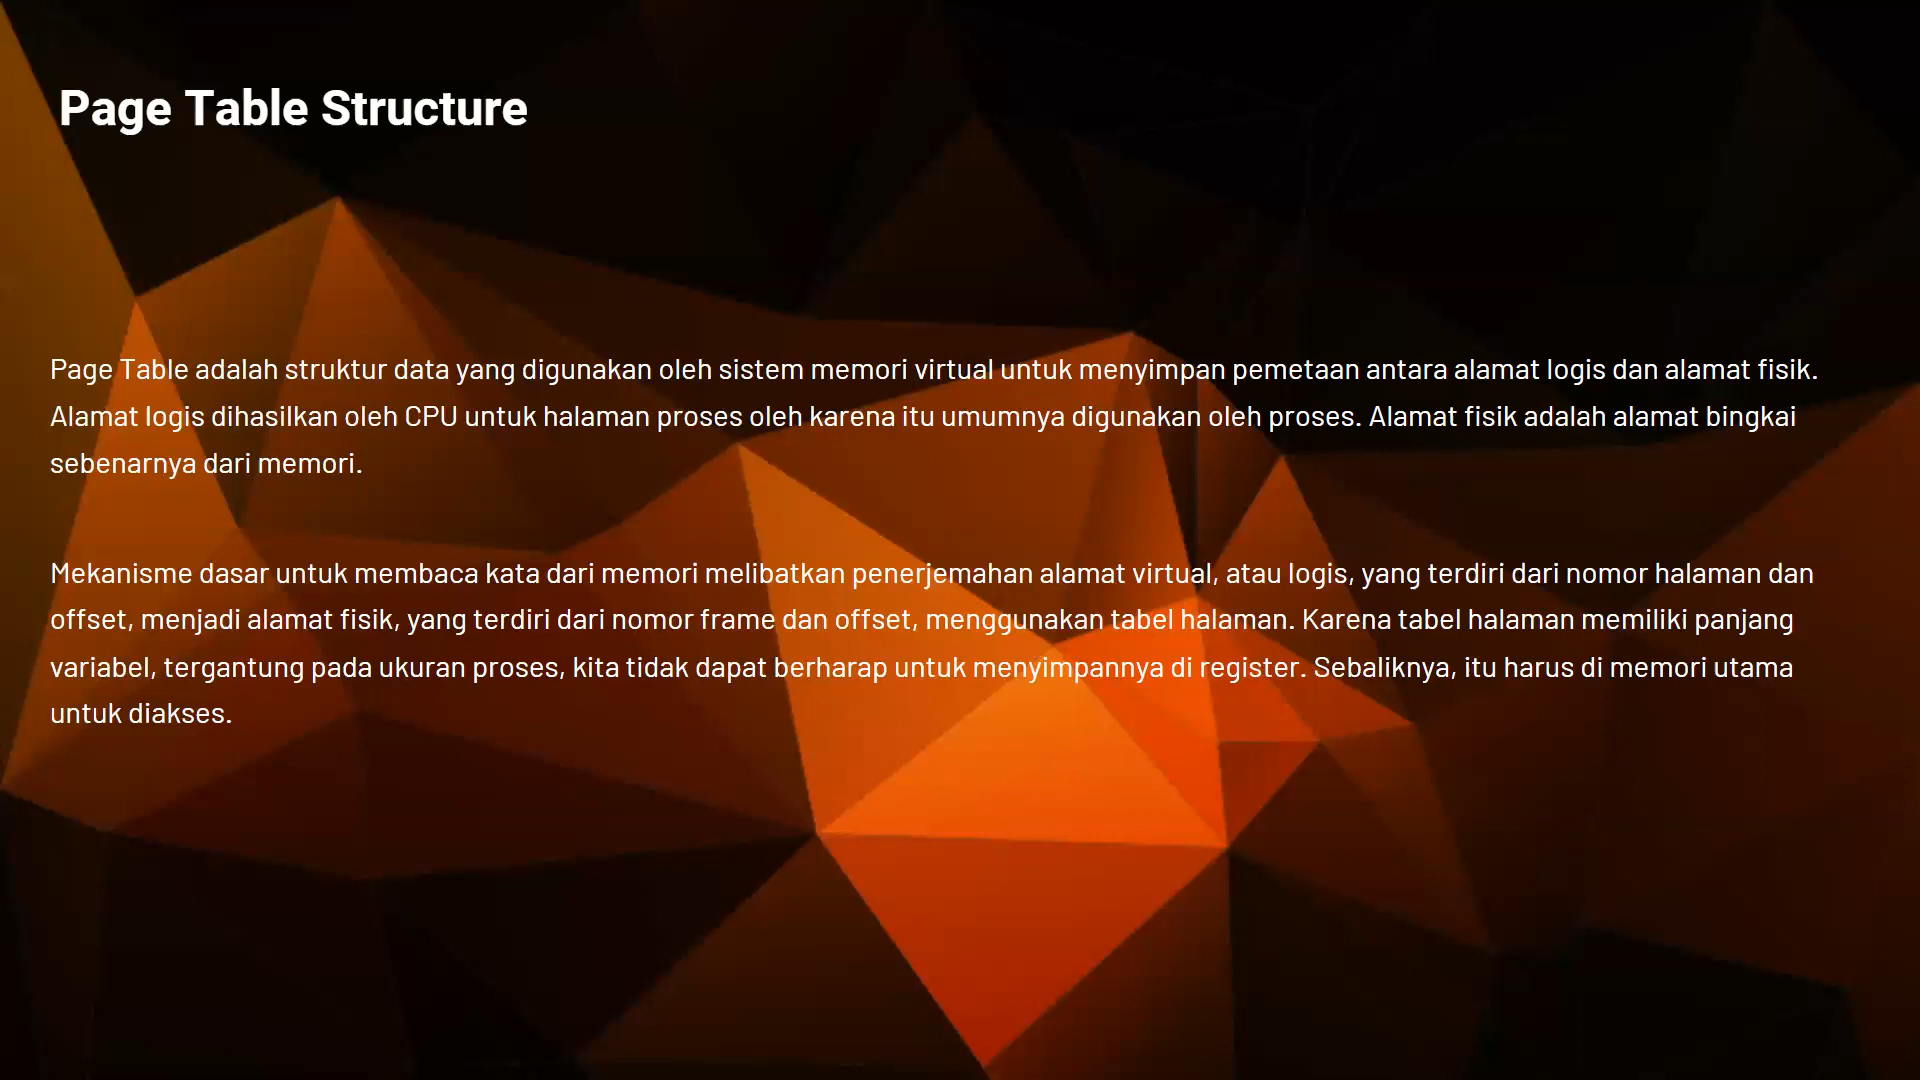 Page Table Structure
Page Table adalah struktur data yang digunakan oleh sistem memori virtual untuk menyimpan pemetaan antara alamat logis dan alamat fisik.
Alamat logis dihasilkan oleh CPU untuk halaman proses oleh karena itu umumnya digunakan oleh proses. Alamat fisik adalah alamat bingkai
sebenarnya dari memori.
Mekanisme dasar untuk membaca kata dari memori melibatkan penerjemahan alamat virtual, atau logis, yang terdiri dari nomor halaman dan
offset, menjadi alamat fisik, yang terdiri dari nomor frame dan offset, menggunakan tabel halaman. Karena tabel halaman memiliki panjang
variabel, tergantung pada ukuran proses, kita tidak dapat berharap untuk menyimpannya di register. Sebaliknya, itu harus di memori utama
untuk diakses.